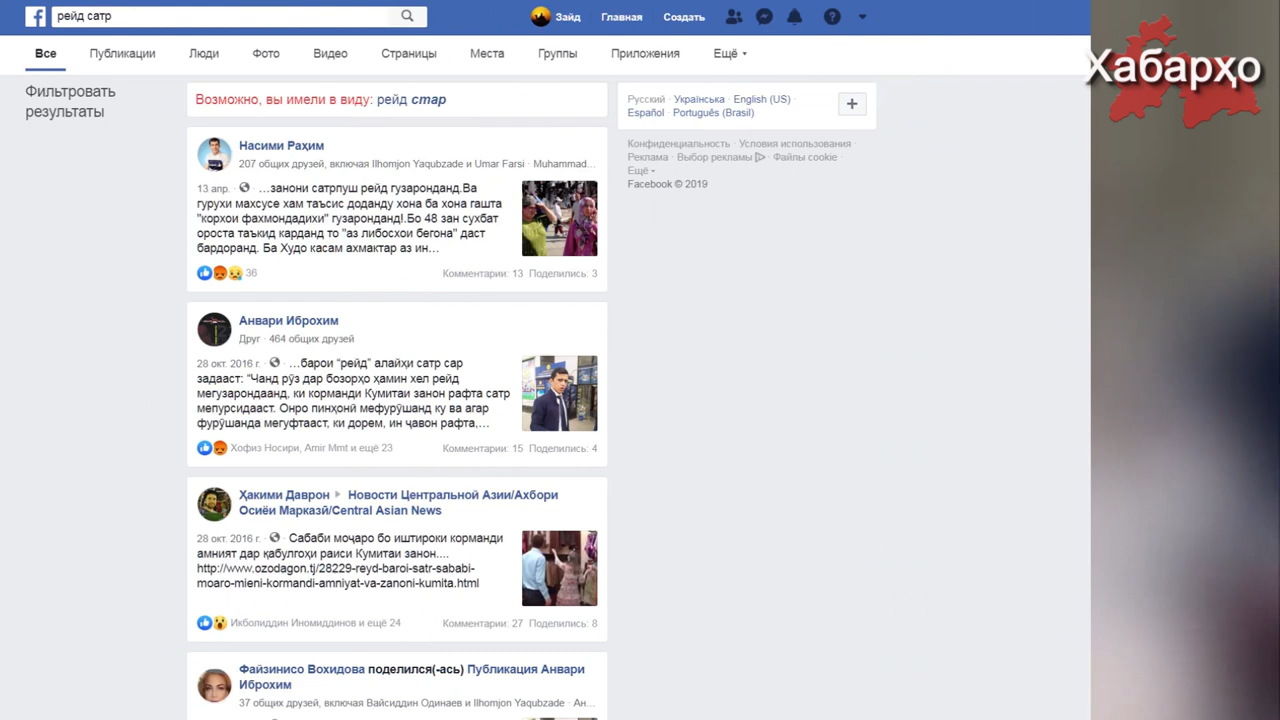 рейд сатр
Зайд Главная Создать
Все Публикации Люди Фото Видео Страницы Места Группы Приложения Ещё
Хабарҳо
Фильтровать
результаты
Возможно, вы имели в виду: рейд стар
Насими Раҳим
207 общих друзей, включая Ilhomjon Yaqubzade и Umar Farsi · Muhammad...
13 апр. · …занони сатрпуш рейд гузаронданд.Ва
гурухи махсусе хам таъсис доданду хона ба хона гашта
"корхои фахмондадихи" гузаронданд!.Бо 48 зан сухбат
ороста таъкид карданд то "аз либосхои бегона" даст
бардоранд. Ба Худо касам ахмактар аз ин…
36 Комментарии: 13 Поделились: 3
Анвари Иброхим
Друг · 464 общих друзей
28 окт. 2016 г. · …барои “рейд” алайҳи сатр сар
задааст: “Чанд рӯз дар бозорҳо ҳамин хел рейд
мегузарондаанд, ки корманди Кумитаи занон рафта сатр
мепурсидааст. Онро пинҳонӣ мефурӯшанд ку ва агар
фурӯшанда мегуфтааст, ки дорем, ин ҷавон рафта,…
Хофиз Носири, Amir Mmt и ещё 23 Комментарии: 15 Поделились: 4
Ҳакими Даврон Новости Центральной Азии/Ахбори
Осиёи Марказӣ/Central Asian News
28 окт. 2016 г. · Сабаби моҷаро бо иштироки корманди
амният дар қабулгоҳи раиси Кумитаи занон....
http://www.ozodagon.tj/28229-reyd-baroi-satr-sababi-
moaro-mieni-kormandi-amniyat-va-zanoni-kumita.html
Икболиддин Иномиддинов и ещё 24 Комментарии: 27 Поделились: 8
Файзинисо Вохидова поделился(-ась) Публикация Анвари
Иброхим
37 общих друзей, включая Вайсиддин Одинаев и Ilhomjon Yaqubzade · Ан...
Русский · Українська · English (US) ·
Español · Português (Brasil)
Конфиденциальность · Условия использования ·
Реклама · Выбор рекламы · Файлы cookie ·
Ещё
Facebook © 2019